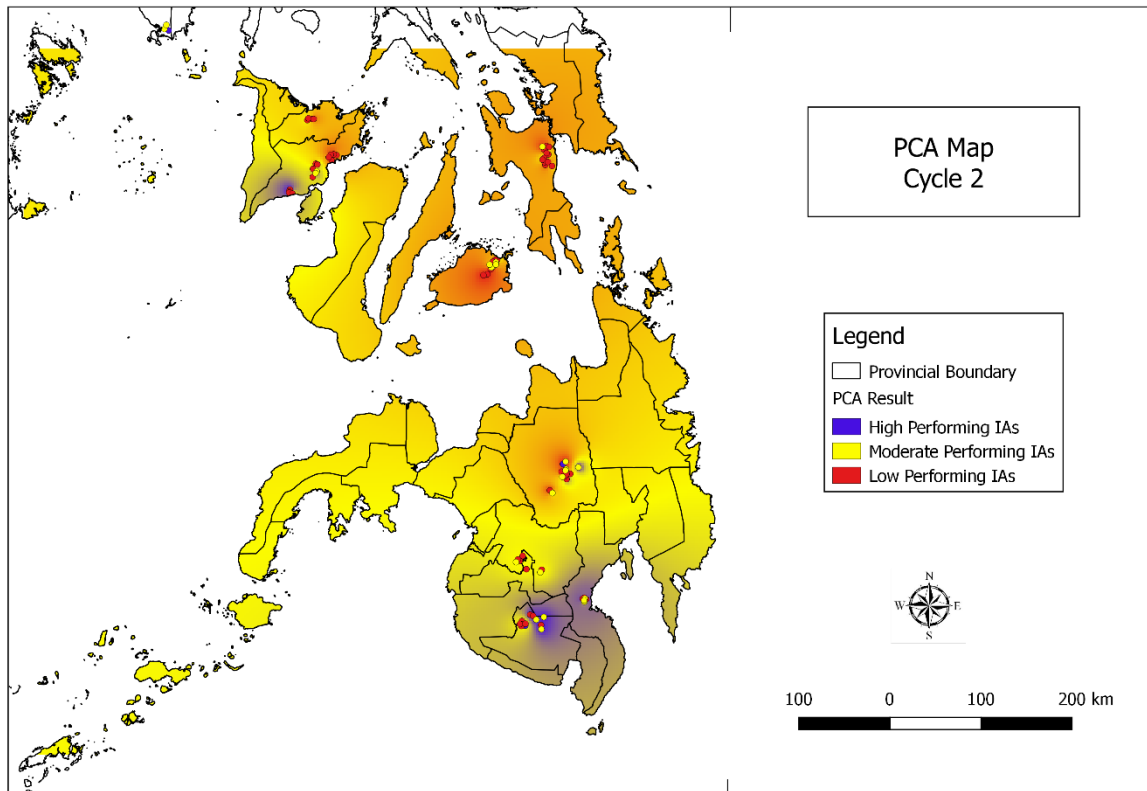 PCA Map
Cycle 2
Legend
Provincial Boundary
PCA Result
High Performing IAs
Moderate Performing IAs
Low Performing IAs
N
W E
S
100 0 100 200 km